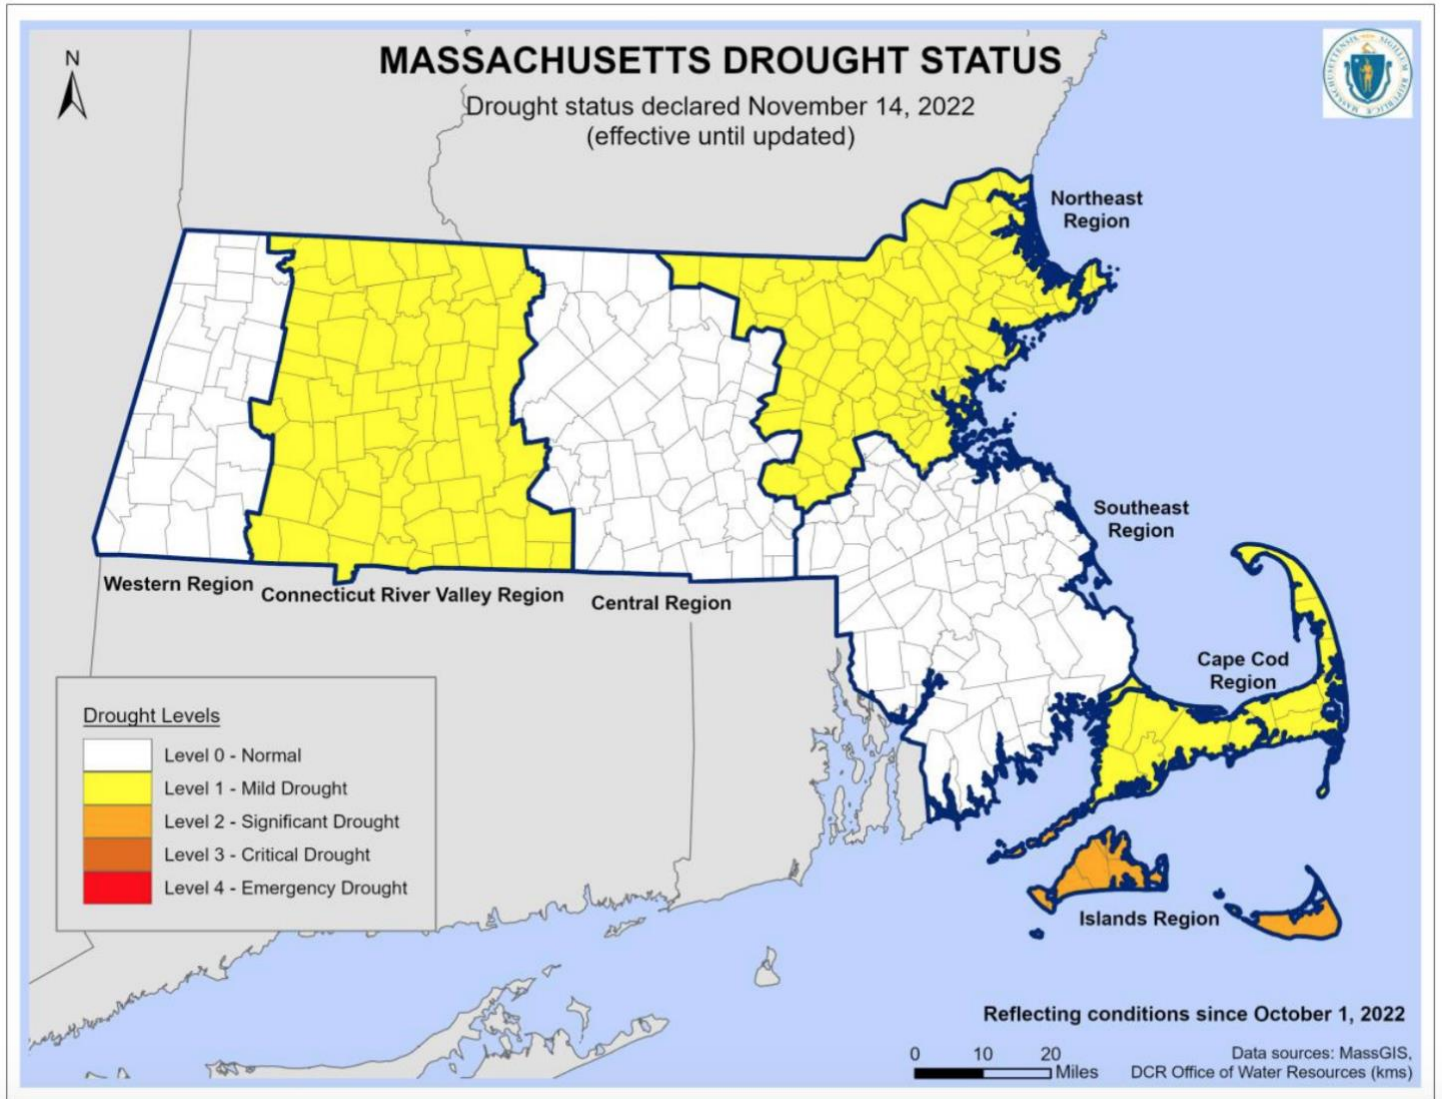 N
MASSACHUSETTS DROUGHT STATUS
Drought status declared November 14, 2022
(effective until updated)
Northeast
Region
Southeast
Region
Cape Cod
Region
Western Region
Connecticut River Valley Region
Central Region
Islands Region
Drought Levels
Level 0 - Normal
Level 1 - Mild Drought
Level 2 - Significant Drought
Level 3 - Critical Drought
Level 4 - Emergency Drought
Reflecting conditions since October 1, 2022
0 10 20
Miles
Data sources: MassGIS,
DCR Office of Water Resources (kms)